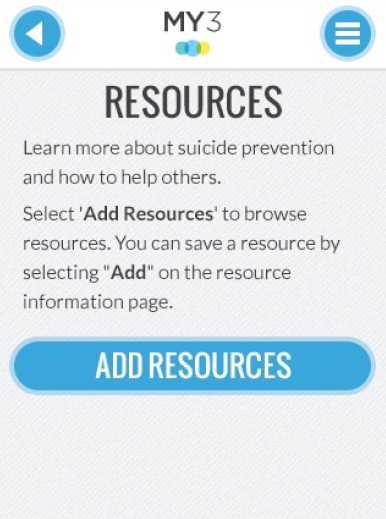 MY3
RESOURCES
Learn more about suicide prevention
and how to help others.
Select 'Add Resources' to browse
resources. You can save a resource by
selecting "Add" on the resource
information page.
ADD RESOURCES